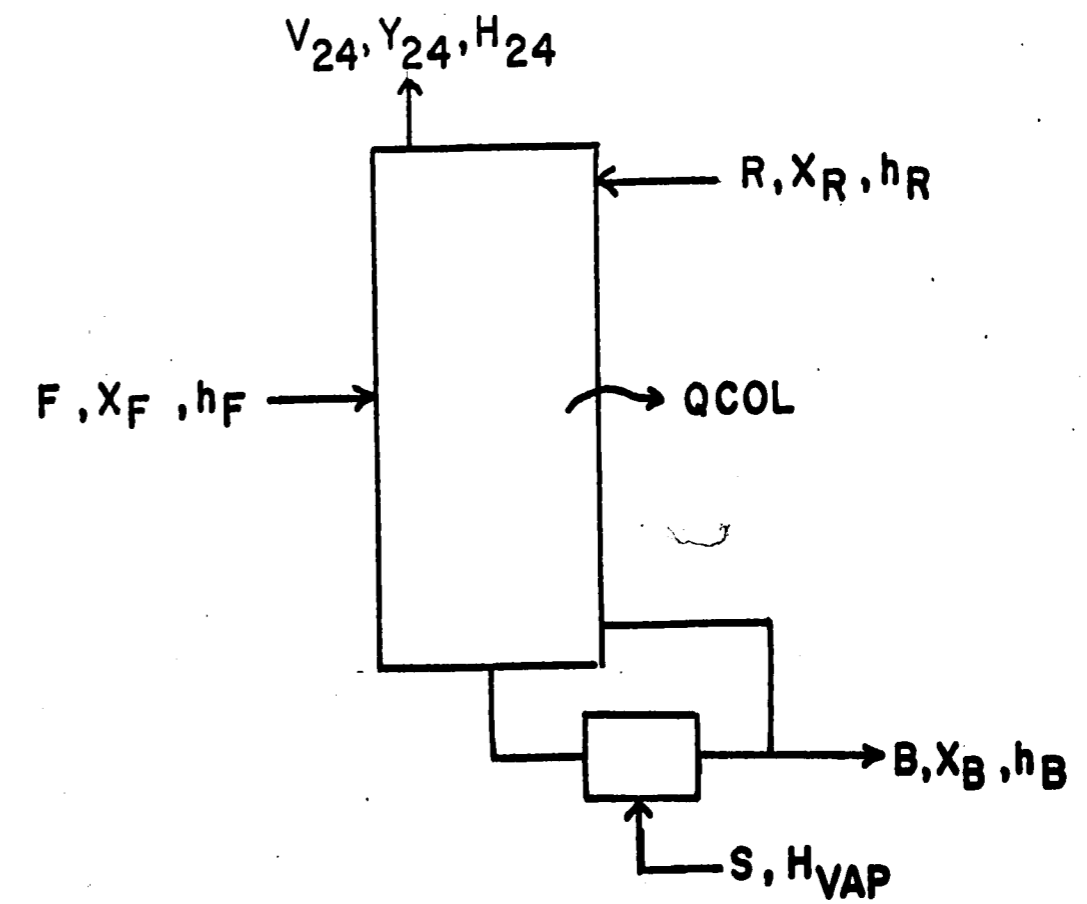 V24, Y24, H24
R, XR, hR
F, XF, hF
QCOL
B, XB, hB
S, HVAP